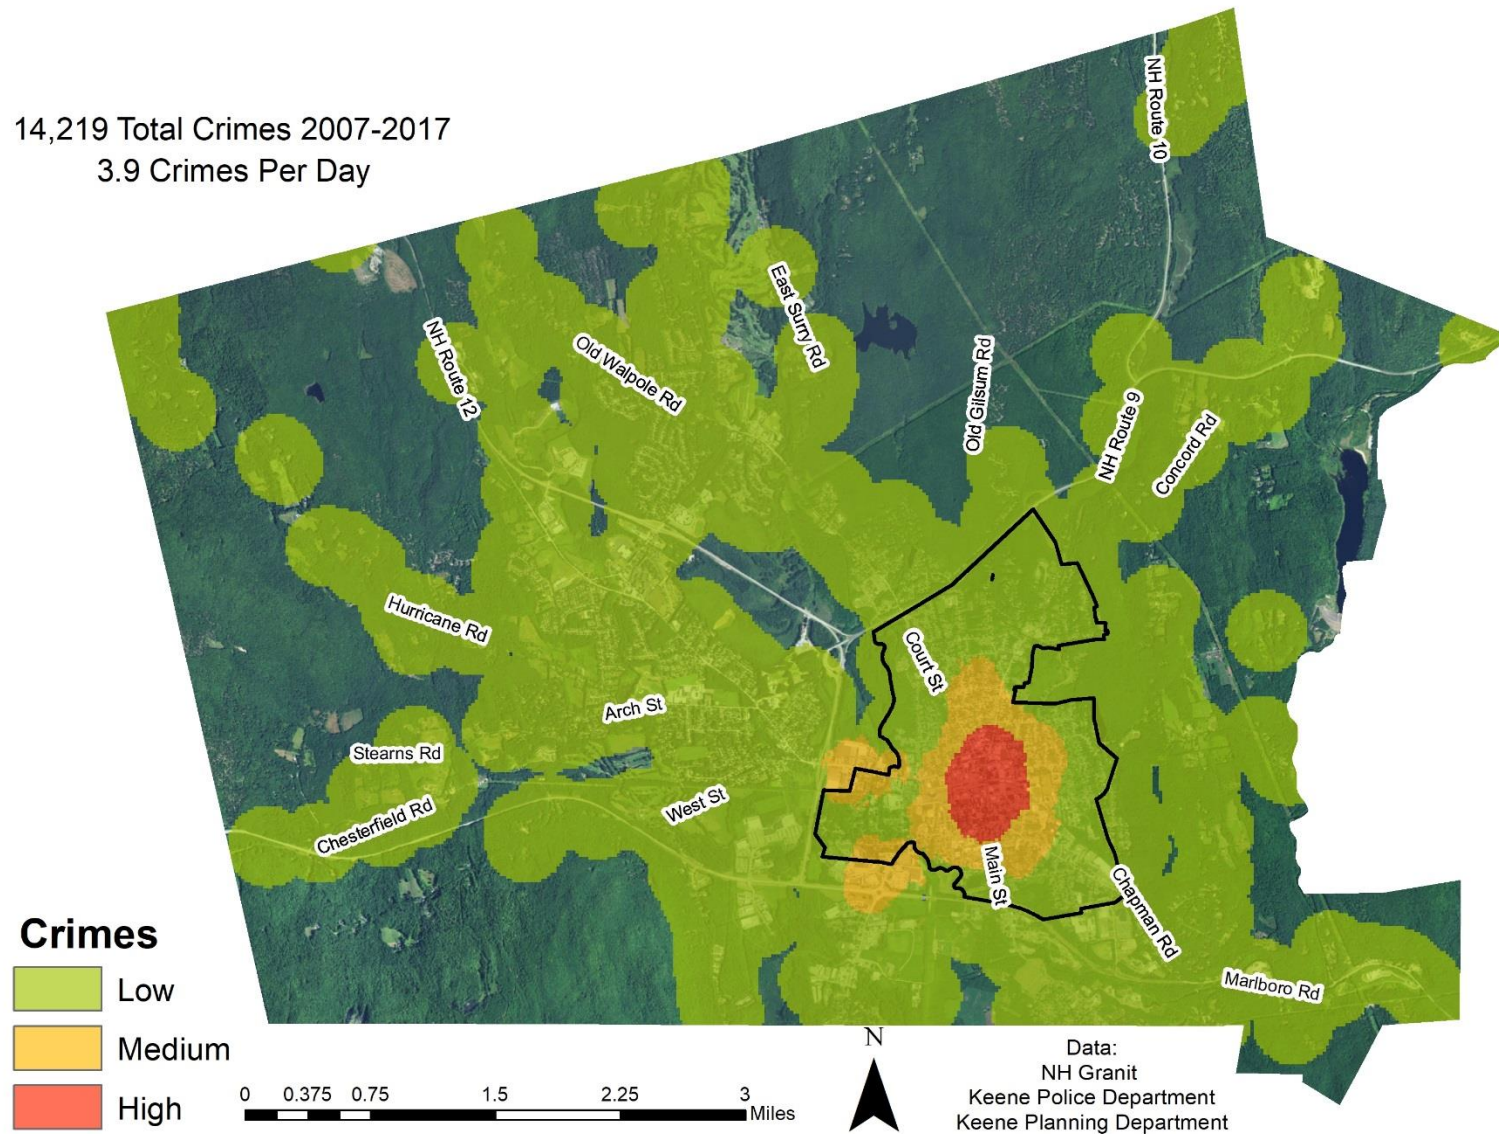 14,219 Total Crimes 2007-2017
3.9 Crimes Per Day
NH Route 10
East Surry Rd
NH Route 12
Old Walpole Rd
Old Gilsum Rd
NH Route 9
Concord Rd
Hurricane Rd
Court St
Arch St
Stearns Rd
West St
Chesterfield Rd
Main St
Chapman Rd
Marlboro Rd
Crimes
Low
Medium
High
0 0.375 0.75 1.5 2.25 3
Miles
N
Data:
NH Granit
Keene Police Department
Keene Planning Department